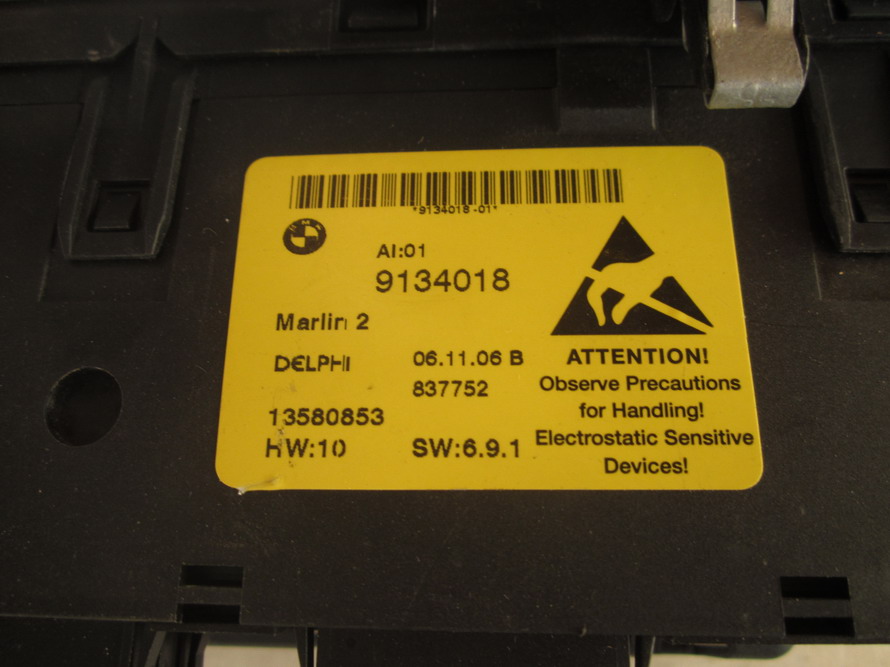 *9134018-01*
BMW
AI:01
9134018
Marlin 2
DELPHI 06.11.06 B
837752
13580853
HW:10 SW:6.9.1
ATTENTION!
Observe Precautions
for Handling!
Electrostatic Sensitive
Devices!